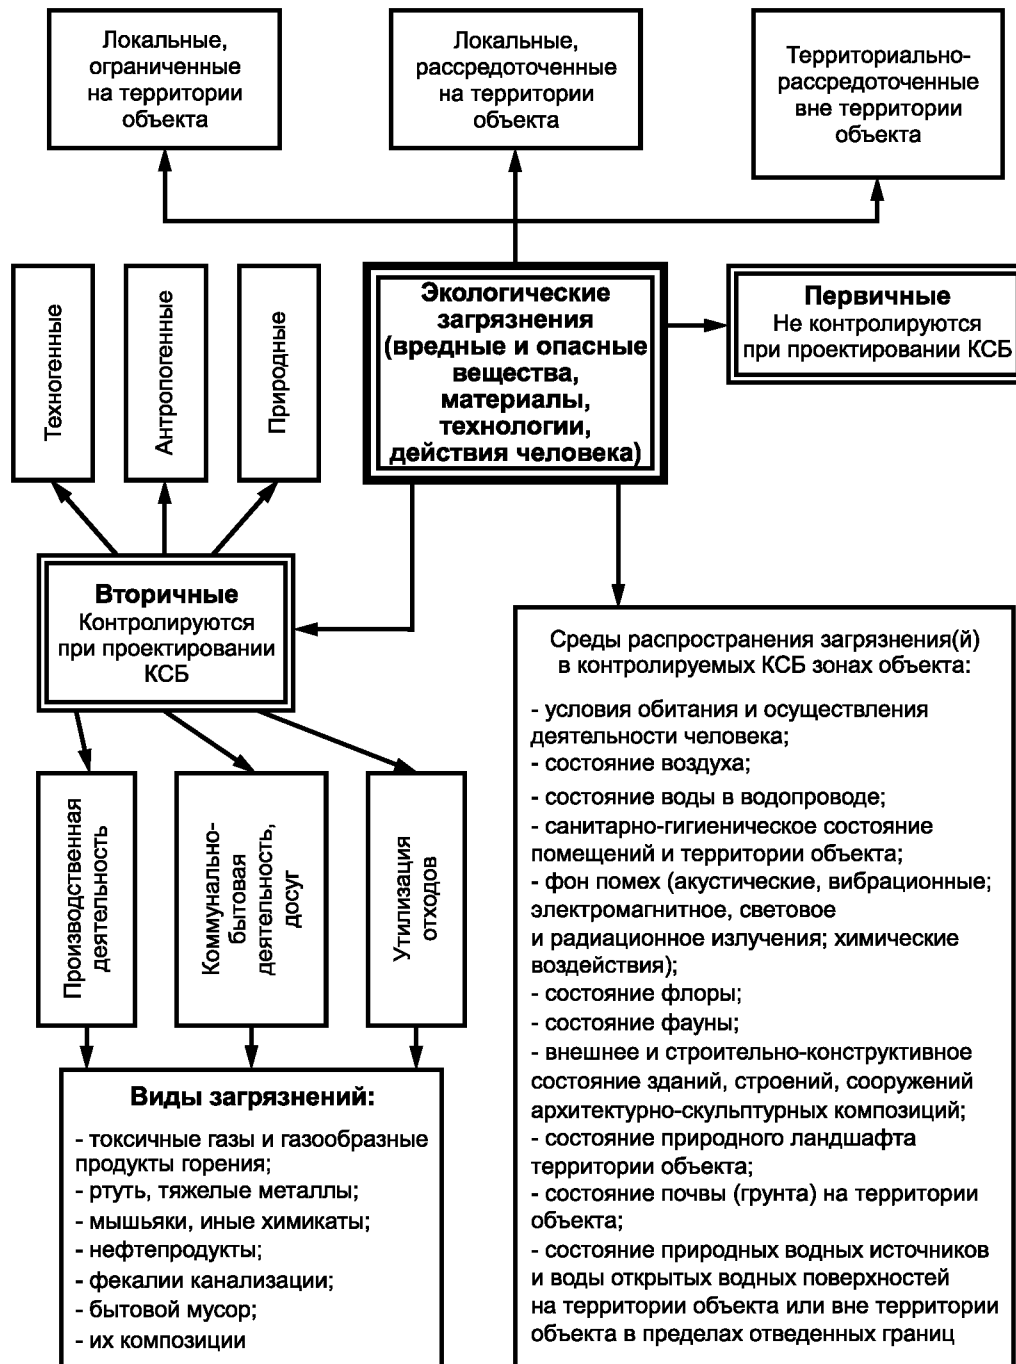 Локальные,
ограниченные
на территории
объекта
Локальные,
рассредоточенные
на территории
объекта
Территориально-
рассредоточенные
вне территории
объекта
Техногенные
Антропогенные
Природные
Экологические
загрязнения
(вредные и опасные
вещества,
материалы,
технологии,
действия человека)
Первичные
Не контролируются
при проектировании КСБ
Вторичные
Контролируются
при проектировании
КСБ
Производственная
деятельность
Коммунально-
бытовая
деятельность,
досуг
Утилизация
отходов
Виды загрязнений:
- токсичные газы и газообразные
продукты горения;
- ртуть, тяжелые металлы;
- мышьяки, иные химикаты;
- нефтепродукты;
- фекалии канализации;
- бытовой мусор;
- их композиции
Среды распространения загрязнения(й)
в контролируемых КСБ зонах объекта:
- условия обитания и осуществления
деятельности человека;
- состояние воздуха;
- состояние воды в водопроводе;
- санитарно-гигиеническое состояние
помещений и территории объекта;
- фон помех (акустические, вибрационные;
электромагнитное, световое
и радиационное излучения; химические
воздействия);
- состояние флоры;
- состояние фауны;
- внешнее и строительно-конструктивное
состояние зданий, строений, сооружений
архитектурно-скульптурных композиций;
- состояние природного ландшафта
территории объекта;
- состояние почвы (грунта) на территории
объекта;
- состояние природных водных источников
и воды открытых водных поверхностей
на территории объекта или вне территории
объекта в пределах отведенных границ